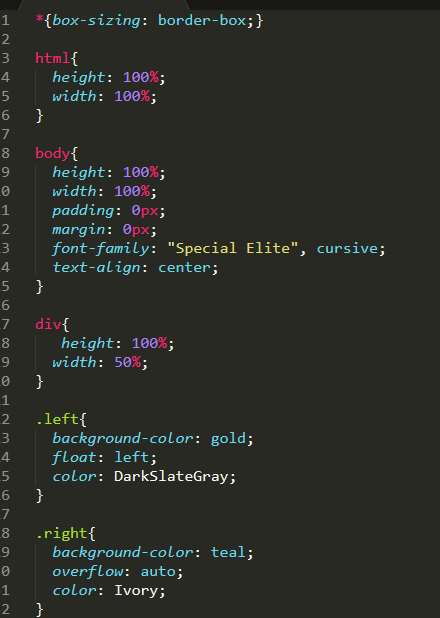 1 *{box-sizing: border-box;}
2
3 html{
4   height: 100%;
5   width: 100%;
6 }
7
8 body{
9   height: 100%;
0   width: 100%;
1   padding: 0px;
2   margin: 0px;
3   font-family: "Special Elite", cursive;
4   text-align: center;
5 }
6
7 div{
8    height: 100%;
9   width: 50%;
0 }
1
2 .left{
3   background-color: gold;
4   float: left;
5   color: DarkSlateGray;
6 }
7
8 .right{
9   background-color: teal;
0   overflow: auto;
1   color: Ivory;
2 }